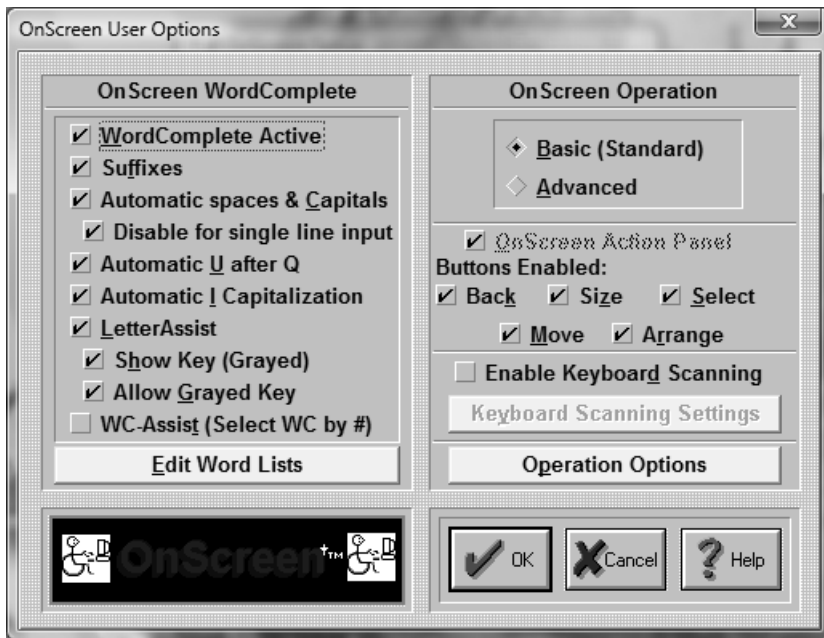 OnScreen User Options
OnScreen WordComplete
WordComplete Active
Suffixes
Automatic spaces & Capitals
Disable for single line input
Automatic U after Q
Automatic I Capitalization
LetterAssist
Show Key (Grayed)
Allow Grayed Key
WC-Assist (Select WC by #)
Edit Word Lists
OnScreen Operation
Basic (Standard)
Advanced
OnScreen Action Panel
Buttons Enabled:
Back Size Select
Move Arrange
Enable Keyboard Scanning
Keyboard Scanning Settings
Operation Options
OnScreen†™
OK Cancel Help